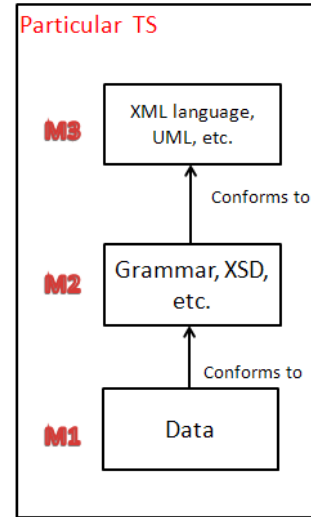 Particular TS
M3
XML language,
UML, etc.
Conforms to
M2
Grammar, XSD,
etc.
Conforms to
M1
Data